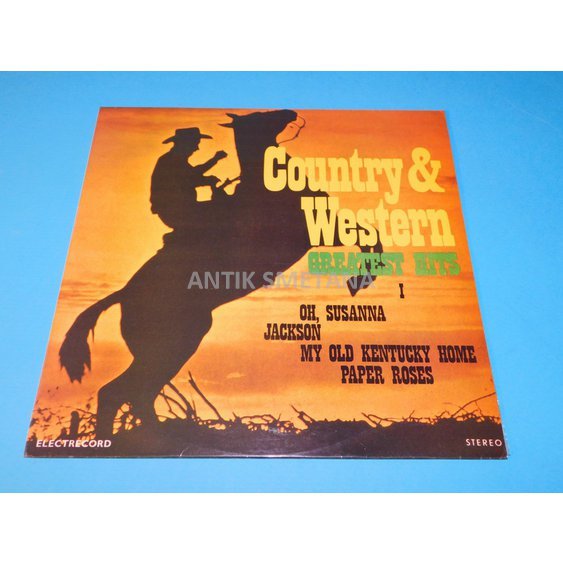 Country &
Western
GREATEST HITS
ANTIK SMETANA
I
OH, SUSANNA
JACKSON
MY OLD KENTUCKY HOME
PAPER ROSES
ELECTRECORD
STEREO